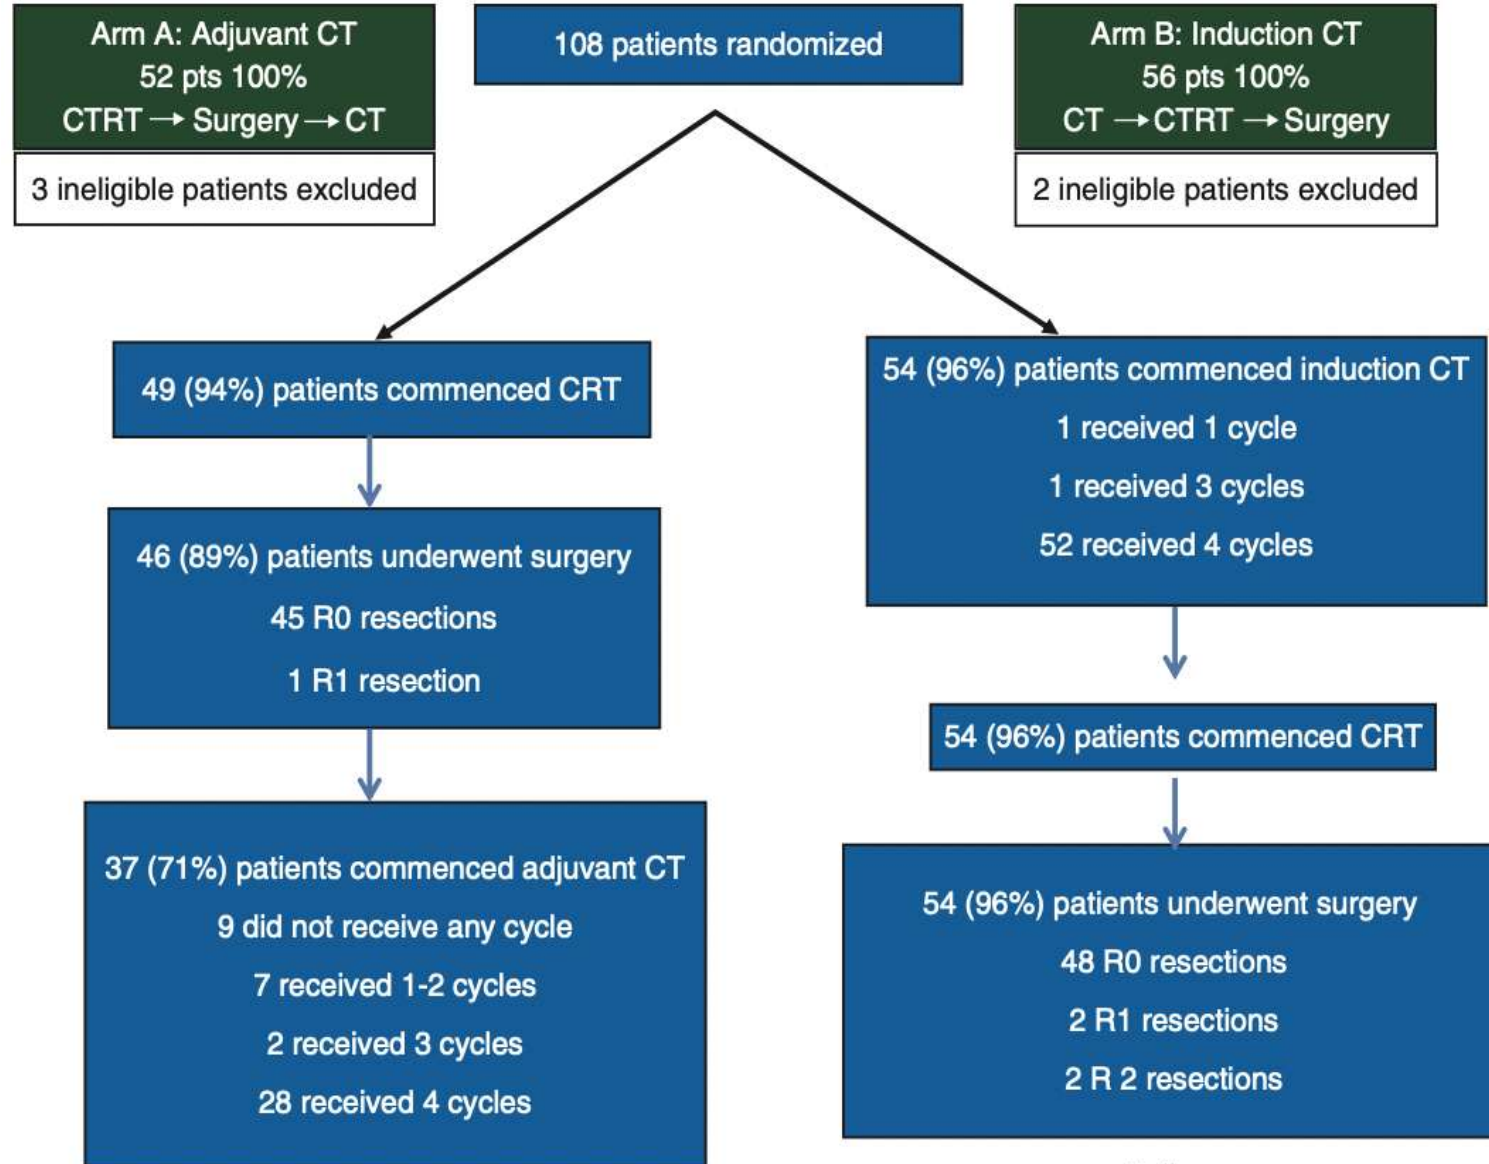 Arm A: Adjuvant CT
52 pts 100%
CTRT → Surgery → CT
3 ineligible patients excluded
108 patients randomized
Arm B: Induction CT
56 pts 100%
CT → CTRT → Surgery
2 ineligible patients excluded
49 (94%) patients commenced CRT
46 (89%) patients underwent surgery
45 R0 resections
1 R1 resection
37 (71%) patients commenced adjuvant CT
9 did not receive any cycle
7 received 1-2 cycles
2 received 3 cycles
28 received 4 cycles
54 (96%) patients commenced induction CT
1 received 1 cycle
1 received 3 cycles
52 received 4 cycles
54 (96%) patients commenced CRT
54 (96%) patients underwent surgery
48 R0 resections
2 R1 resections
2 R 2 resections